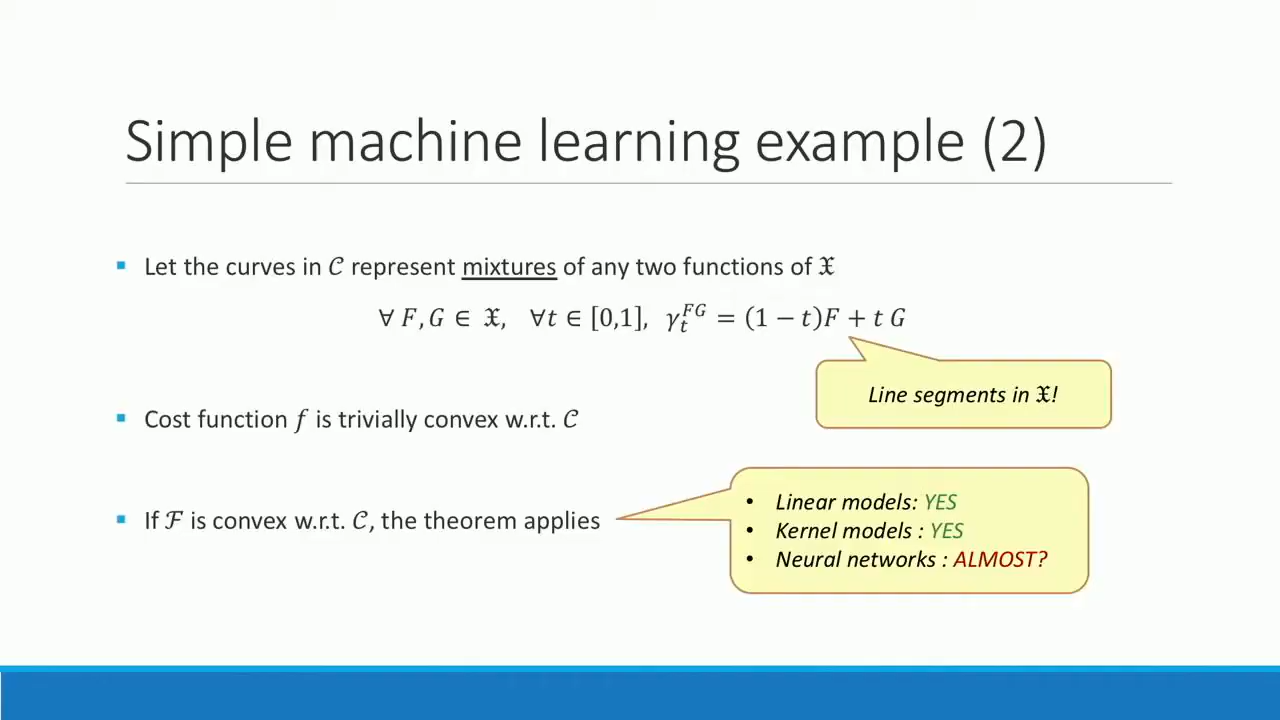 Simple machine learning example (2)
▪ Let the curves in 𝒞 represent mixtures of any two functions of 𝔛
∀ F, G ∈ 𝔛, ∀t ∈ [0,1], γ_t^{FG} = (1 − t)F + t G
Line segments in 𝔛!
▪ Cost function f is trivially convex w.r.t. 𝒞
▪ If ℱ is convex w.r.t. 𝒞, the theorem applies
• Linear models: YES
• Kernel models : YES
• Neural networks : ALMOST?